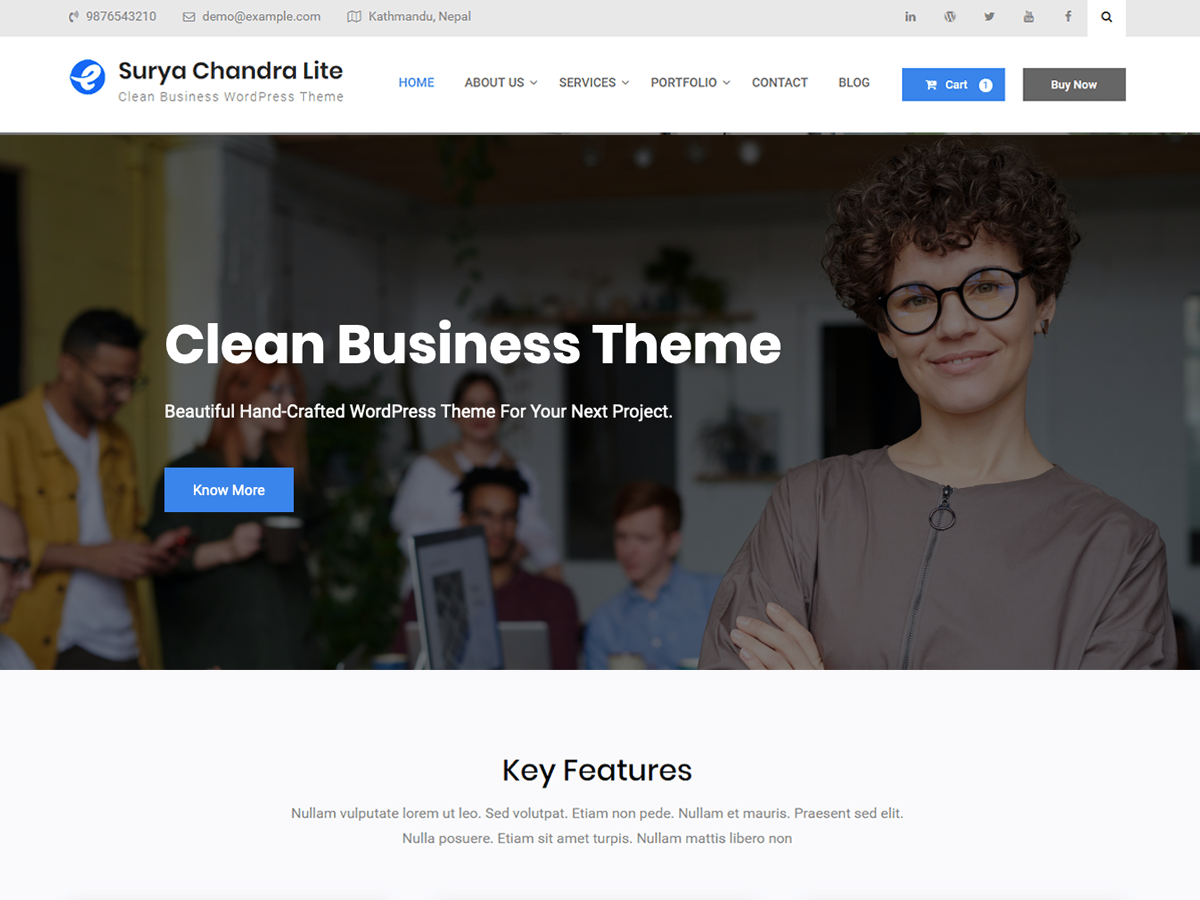 9876543210 demo@example.com Kathmandu, Nepal
Surya Chandra Lite
Clean Business WordPress Theme
HOME ABOUT US SERVICES PORTFOLIO CONTACT BLOG Cart 1 Buy Now
Clean Business Theme
Beautiful Hand-Crafted WordPress Theme For Your Next Project.
Know More
Key Features
Nullam vulputate lorem ut leo. Sed volutpat. Etiam non pede. Nullam et mauris. Praesent sed elit.
Nulla posuere. Etiam sit amet turpis. Nullam mattis libero non